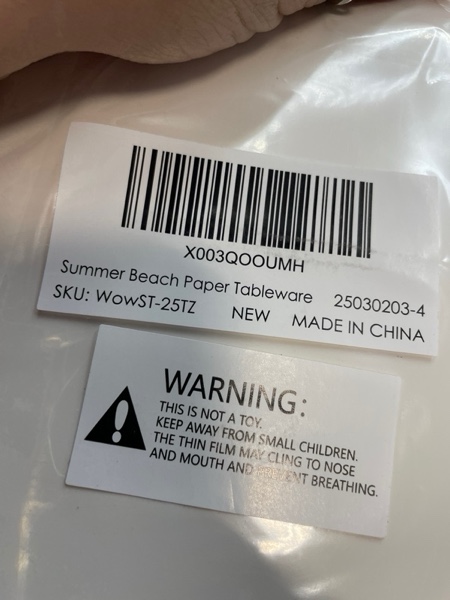 X003QOOUMH
Summer Beach Paper Tableware 25030203-4
SKU: WowST-25TZ NEW MADE IN CHINA
WARNING:
THIS IS NOT A TOY.
KEEP AWAY FROM SMALL CHILDREN.
THE THIN FILM MAY CLING TO NOSE
AND MOUTH AND PREVENT BREATHING.